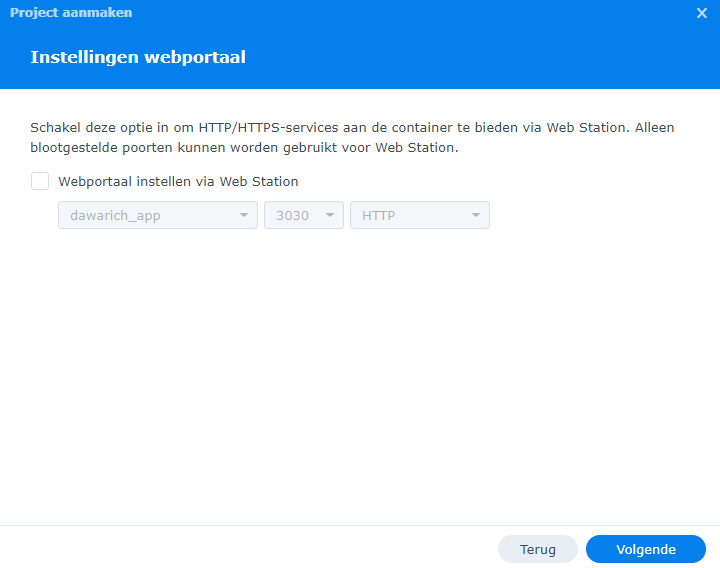 Project aanmaken
X
Instellingen webportaal
Schakel deze optie in om HTTP/HTTPS-services aan de container te bieden via Web Station. Alleen
blootgestelde poorten kunnen worden gebruikt voor Web Station.
Webportaal instellen via Web Station
dawarich_app 3030 HTTP
Terug Volgende